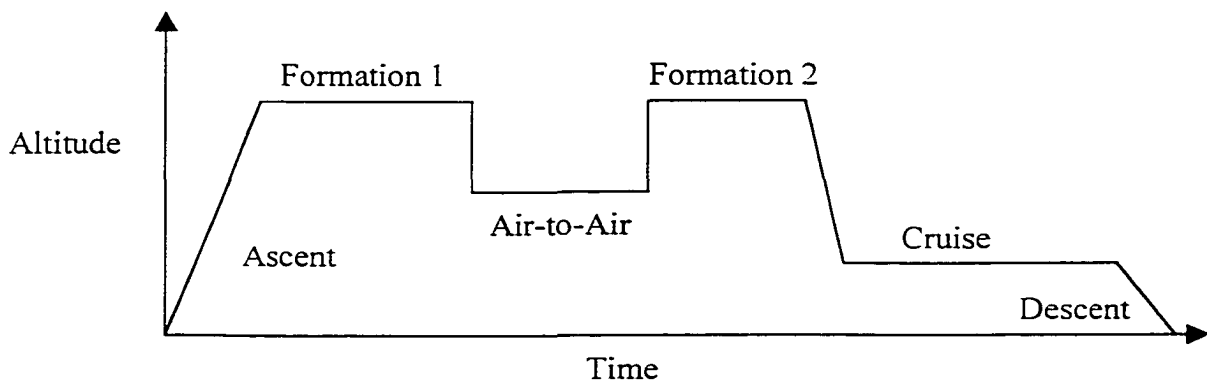 Formation 1
Formation 2
Altitude
Air-to-Air
Cruise
Ascent
Descent
Time